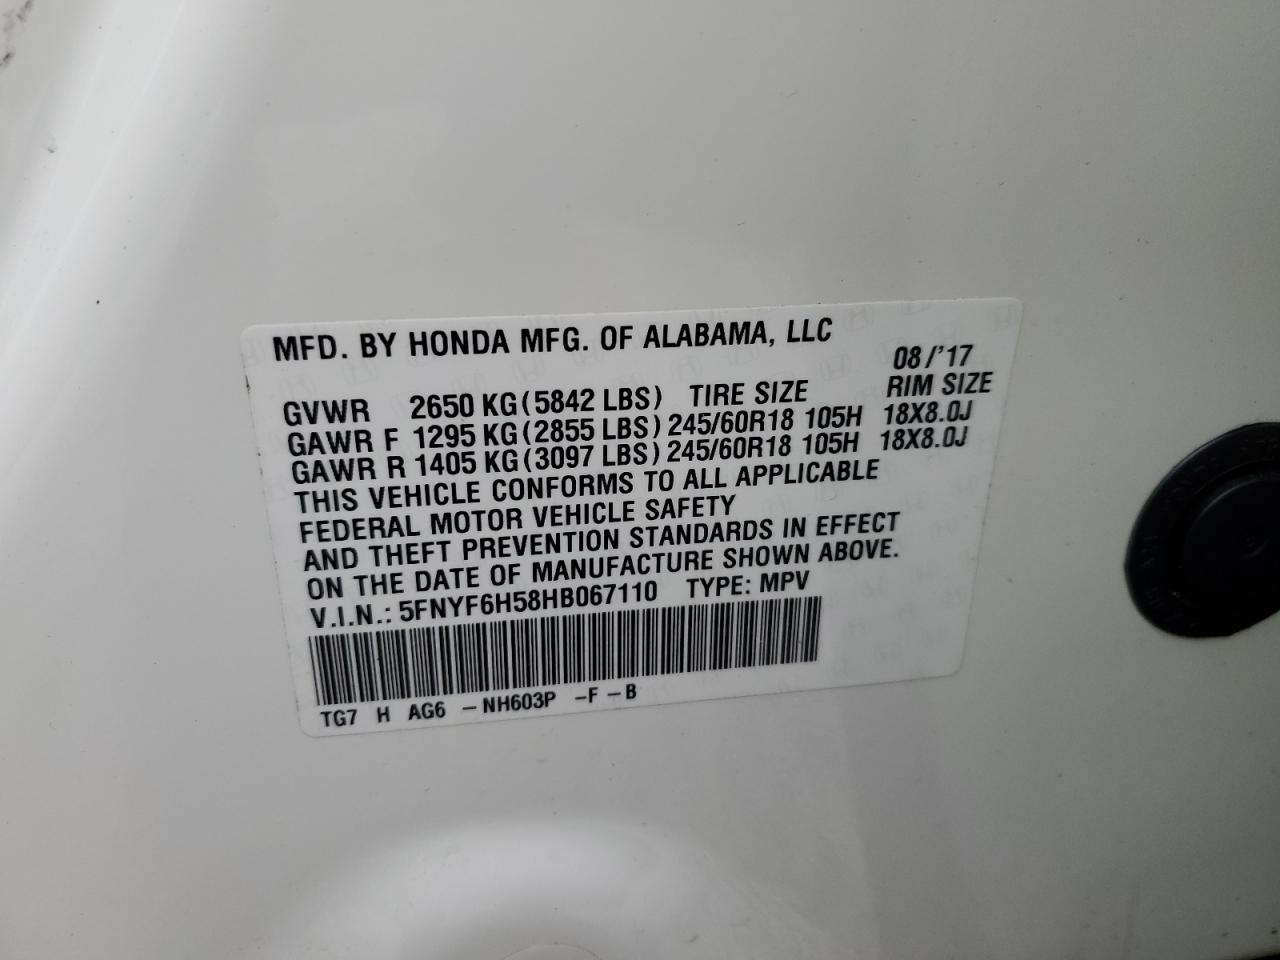 MFD. BY HONDA MFG. OF ALABAMA, LLC
08/'17
GVWR 2650 KG(5842 LBS) TIRE SIZE RIM SIZE
GAWR F 1295 KG(2855 LBS) 245/60R18 105H 18X8.0J
GAWR R 1405 KG(3097 LBS) 245/60R18 105H 18X8.0J
THIS VEHICLE CONFORMS TO ALL APPLICABLE
FEDERAL MOTOR VEHICLE SAFETY
AND THEFT PREVENTION STANDARDS IN EFFECT
ON THE DATE OF MANUFACTURE SHOWN ABOVE.
V.I.N.: 5FNYF6H58HB067110 TYPE: MPV
TG7 H AG6 -NH603P -F -B